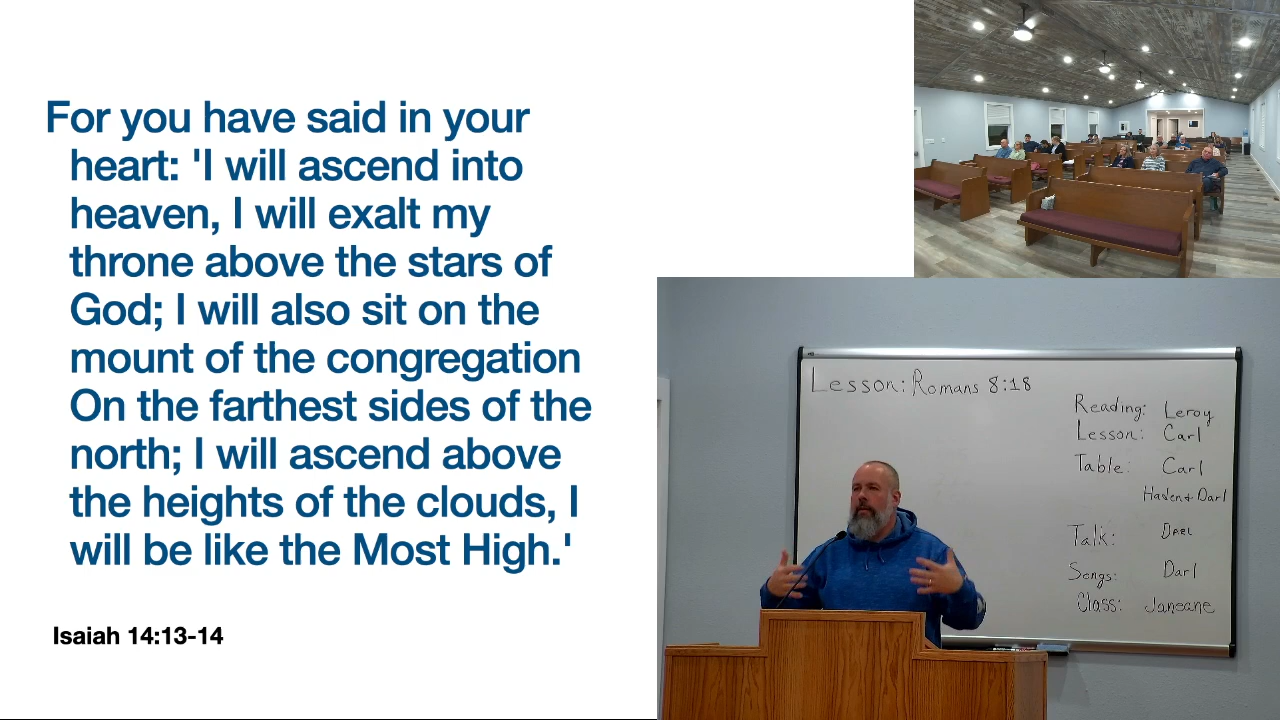 For you have said in your
heart: 'I will ascend into
heaven, I will exalt my
throne above the stars of
God; I will also sit on the
mount of the congregation
On the farthest sides of the
north; I will ascend above
the heights of the clouds, I
will be like the Most High.'
Isaiah 14:13-14
Lesson: Romans 8:18
Reading: Leroy
Lesson: Carl
Table: Carl
Darl
Talk:
Songs: Darl
Class: Janeane